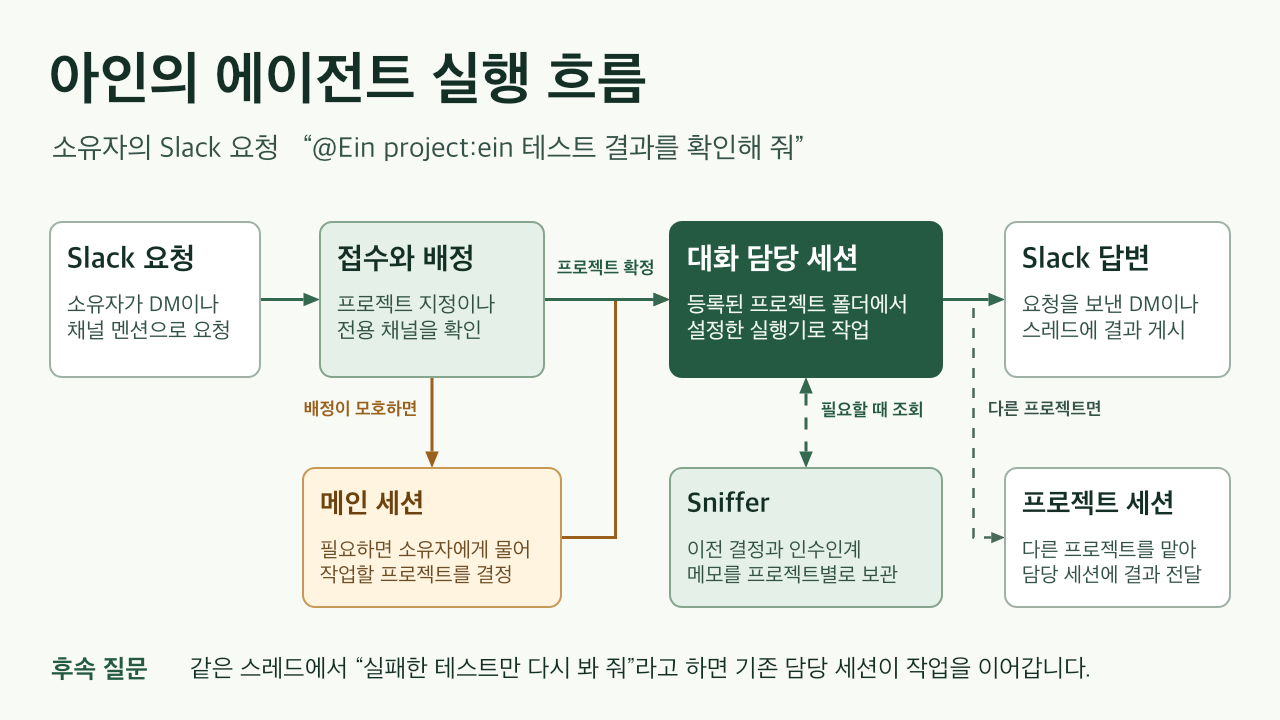 아인의 에이전트 실행 흐름
소유자의 Slack 요청 “@Ein project:ein 테스트 결과를 확인해 줘”
Slack 요청
소유자가 DM이나
채널 멘션으로 요청
접수와 배정
프로젝트 지정이나
전용 채널을 확인
프로젝트 확정
대화 담당 세션
등록된 프로젝트 폴더에서
설정한 실행기로 작업
Slack 답변
요청을 보낸 DM이나
스레드에 결과 게시
배정이 모호하면
필요할 때 조회
다른 프로젝트면
메인 세션
필요하면 소유자에게 물어
작업할 프로젝트를 결정
Sniffer
이전 결정과 인수인계
메모를 프로젝트별로 보관
프로젝트 세션
다른 프로젝트를 맡아
담당 세션에 결과 전달
후속 질문 같은 스레드에서 “실패한 테스트만 다시 봐 줘”라고 하면 기존 담당 세션이 작업을 이어갑니다.